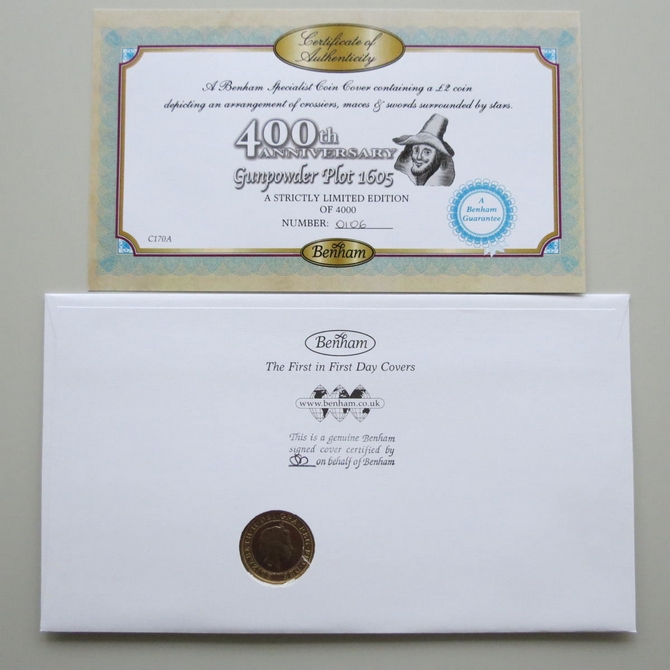 Certificate of
Authenticity
A Benham Specialist Coin Cover containing a £2 coin
depicting an arrangement of crossiers, maces & swords surrounded by stars.
400th
ANNIVERSARY
Gunpowder Plot 1605
A STRICTLY LIMITED EDITION
OF 4000
NUMBER: 0106
A
Benham
Guarantee
C170A
Benham
Benham
The First in First Day Covers
www.benham.co.uk
This is a genuine Benham
signed cover certified by
on behalf of Benham